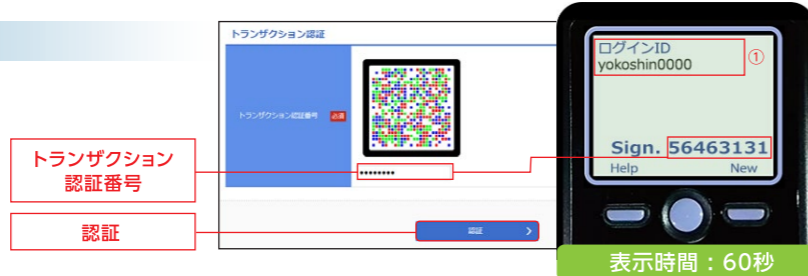 トランザクション認証
トランザクション認証番号 必須
••••••••
認証
トランザクション
認証番号
認証
ログインID
yokoshin0000
①
Sign. 56463131
Help New
表示時間：60秒